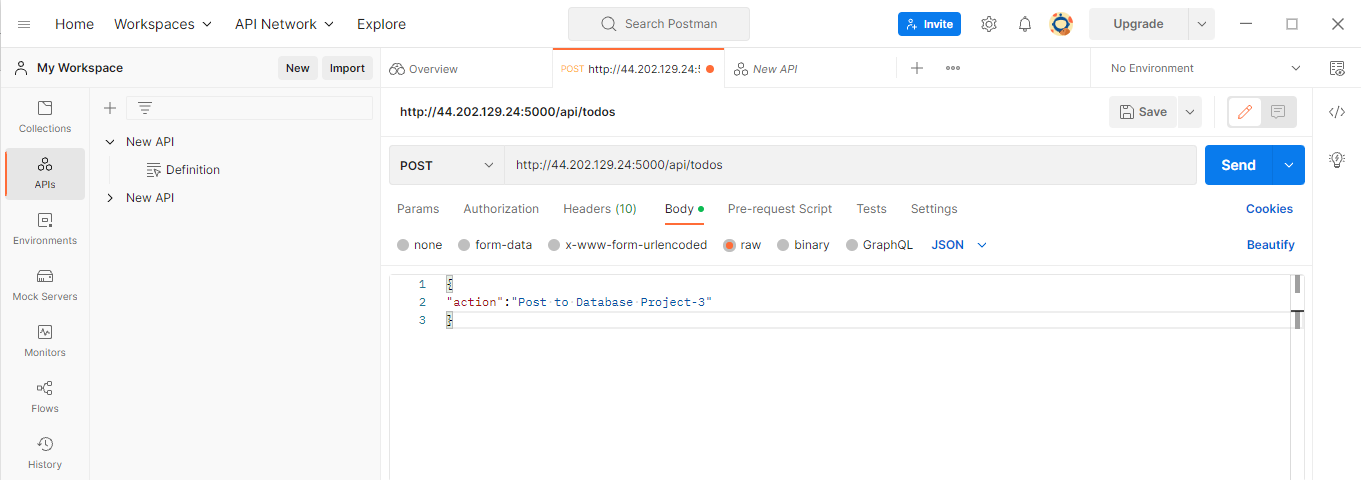 Home Workspaces API Network Explore Search Postman Invite Upgrade
My Workspace New Import
Overview POST http://44.202.129.24:5 New API No Environment
Collections
APIs
Environments
Mock Servers
Monitors
Flows
History
New API
Definition
New API
http://44.202.129.24:5000/api/todos Save
POST http://44.202.129.24:5000/api/todos Send
Params Authorization Headers (10) Body Pre-request Script Tests Settings Cookies
none form-data x-www-form-urlencoded raw binary GraphQL JSON Beautify
1 {
2 "action":"Post to Database Project-3"
3 }